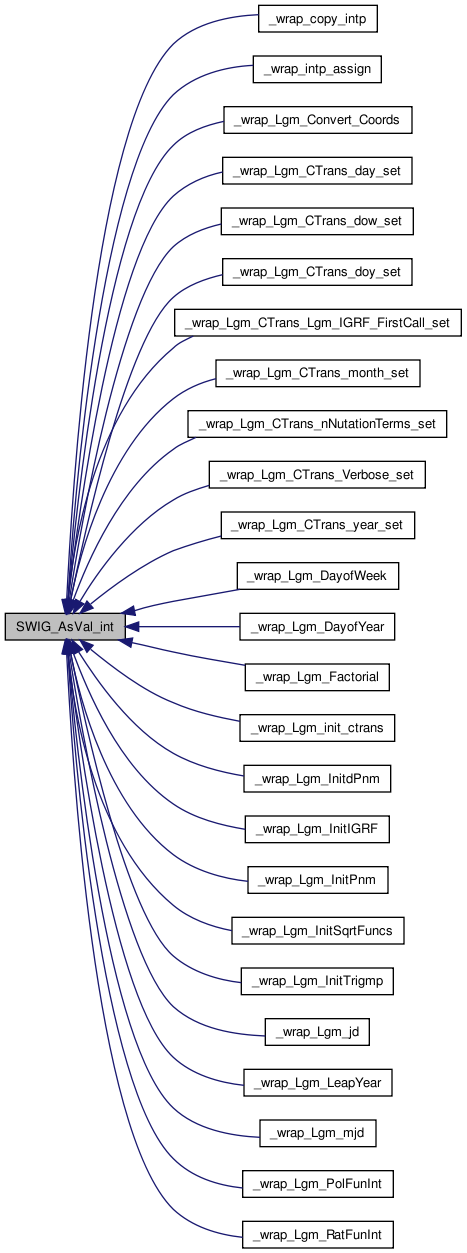 _wrap_copy_intp
_wrap_intp_assign
_wrap_Lgm_Convert_Coords
_wrap_Lgm_CTrans_day_set
_wrap_Lgm_CTrans_dow_set
_wrap_Lgm_CTrans_doy_set
_wrap_Lgm_CTrans_Lgm_IGRF_FirstCall_set
_wrap_Lgm_CTrans_month_set
_wrap_Lgm_CTrans_nNutationTerms_set
_wrap_Lgm_CTrans_Verbose_set
_wrap_Lgm_CTrans_year_set
_wrap_Lgm_DayofWeek
SWIG_AsVal_int
_wrap_Lgm_DayofYear
_wrap_Lgm_Factorial
_wrap_Lgm_init_ctrans
_wrap_Lgm_InitdPnm
_wrap_Lgm_InitIGRF
_wrap_Lgm_InitPnm
_wrap_Lgm_InitSqrtFuncs
_wrap_Lgm_InitTrigmp
_wrap_Lgm_jd
_wrap_Lgm_LeapYear
_wrap_Lgm_mjd
_wrap_Lgm_PolFunInt
_wrap_Lgm_RatFunInt